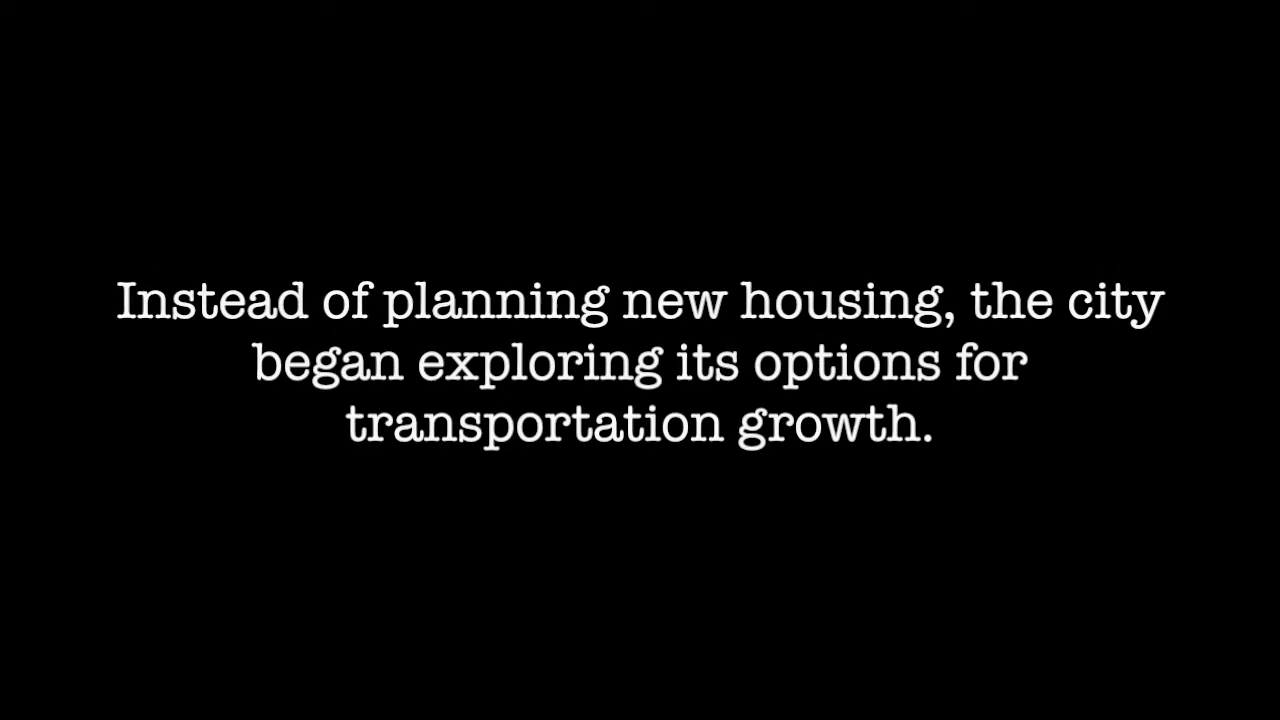 Instead of planning new housing, the city
began exploring its options for
transportation growth.